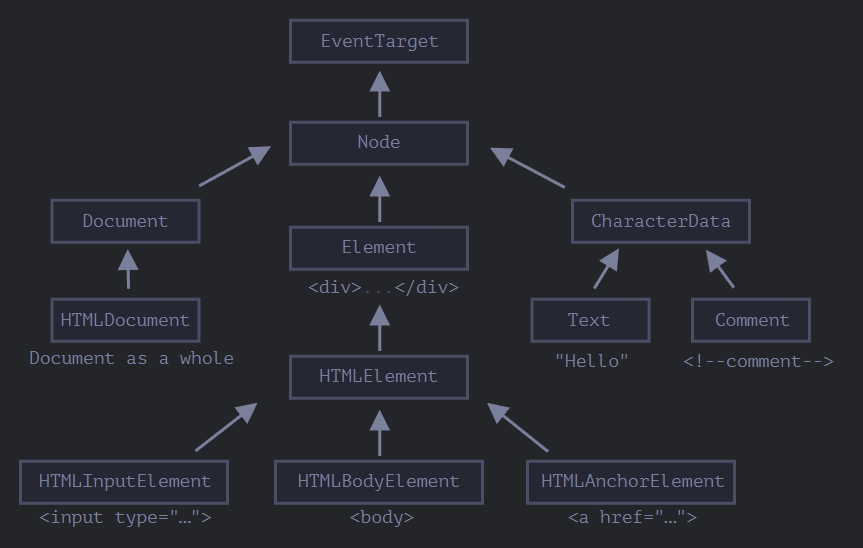 EventTarget
Node
Document
Element
CharacterData
<div>...</div>
HTMLDocument
Text
Comment
Document as a whole
"Hello"
<!--comment-->
HTMLElement
HTMLInputElement
HTMLBodyElement
HTMLAnchorElement
<input type="…">
<body>
<a href="…">